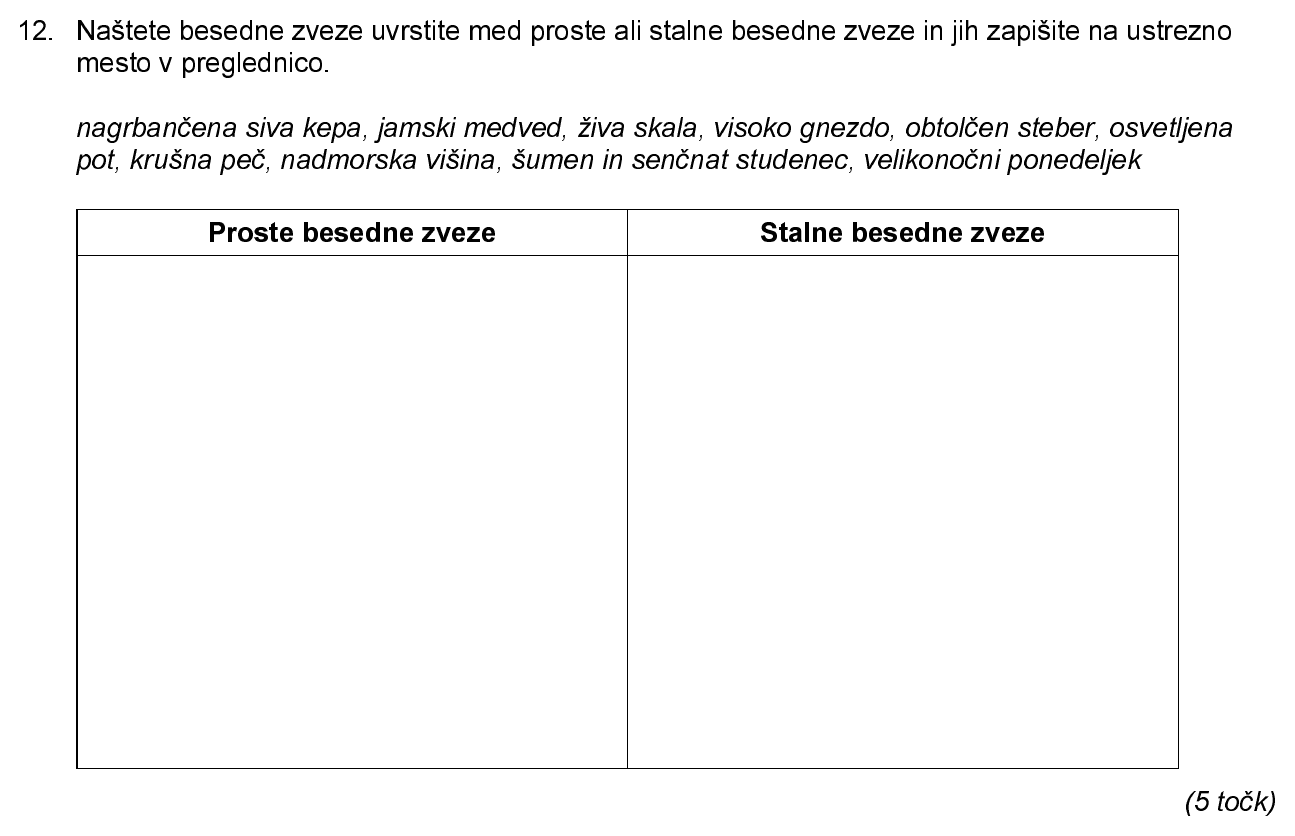 12. Naštete besedne zveze uvrstite med proste ali stalne besedne zveze in jih zapišite na ustrezno
mesto v preglednico.
nagrbančena siva kepa, jamski medved, živa skala, visoko gnezdo, obtolčen steber, osvetljena
pot, krušna peč, nadmorska višina, šumen in senčnat studenec, velikonočni ponedeljek
Proste besedne zveze Stalne besedne zveze
(5 točk)